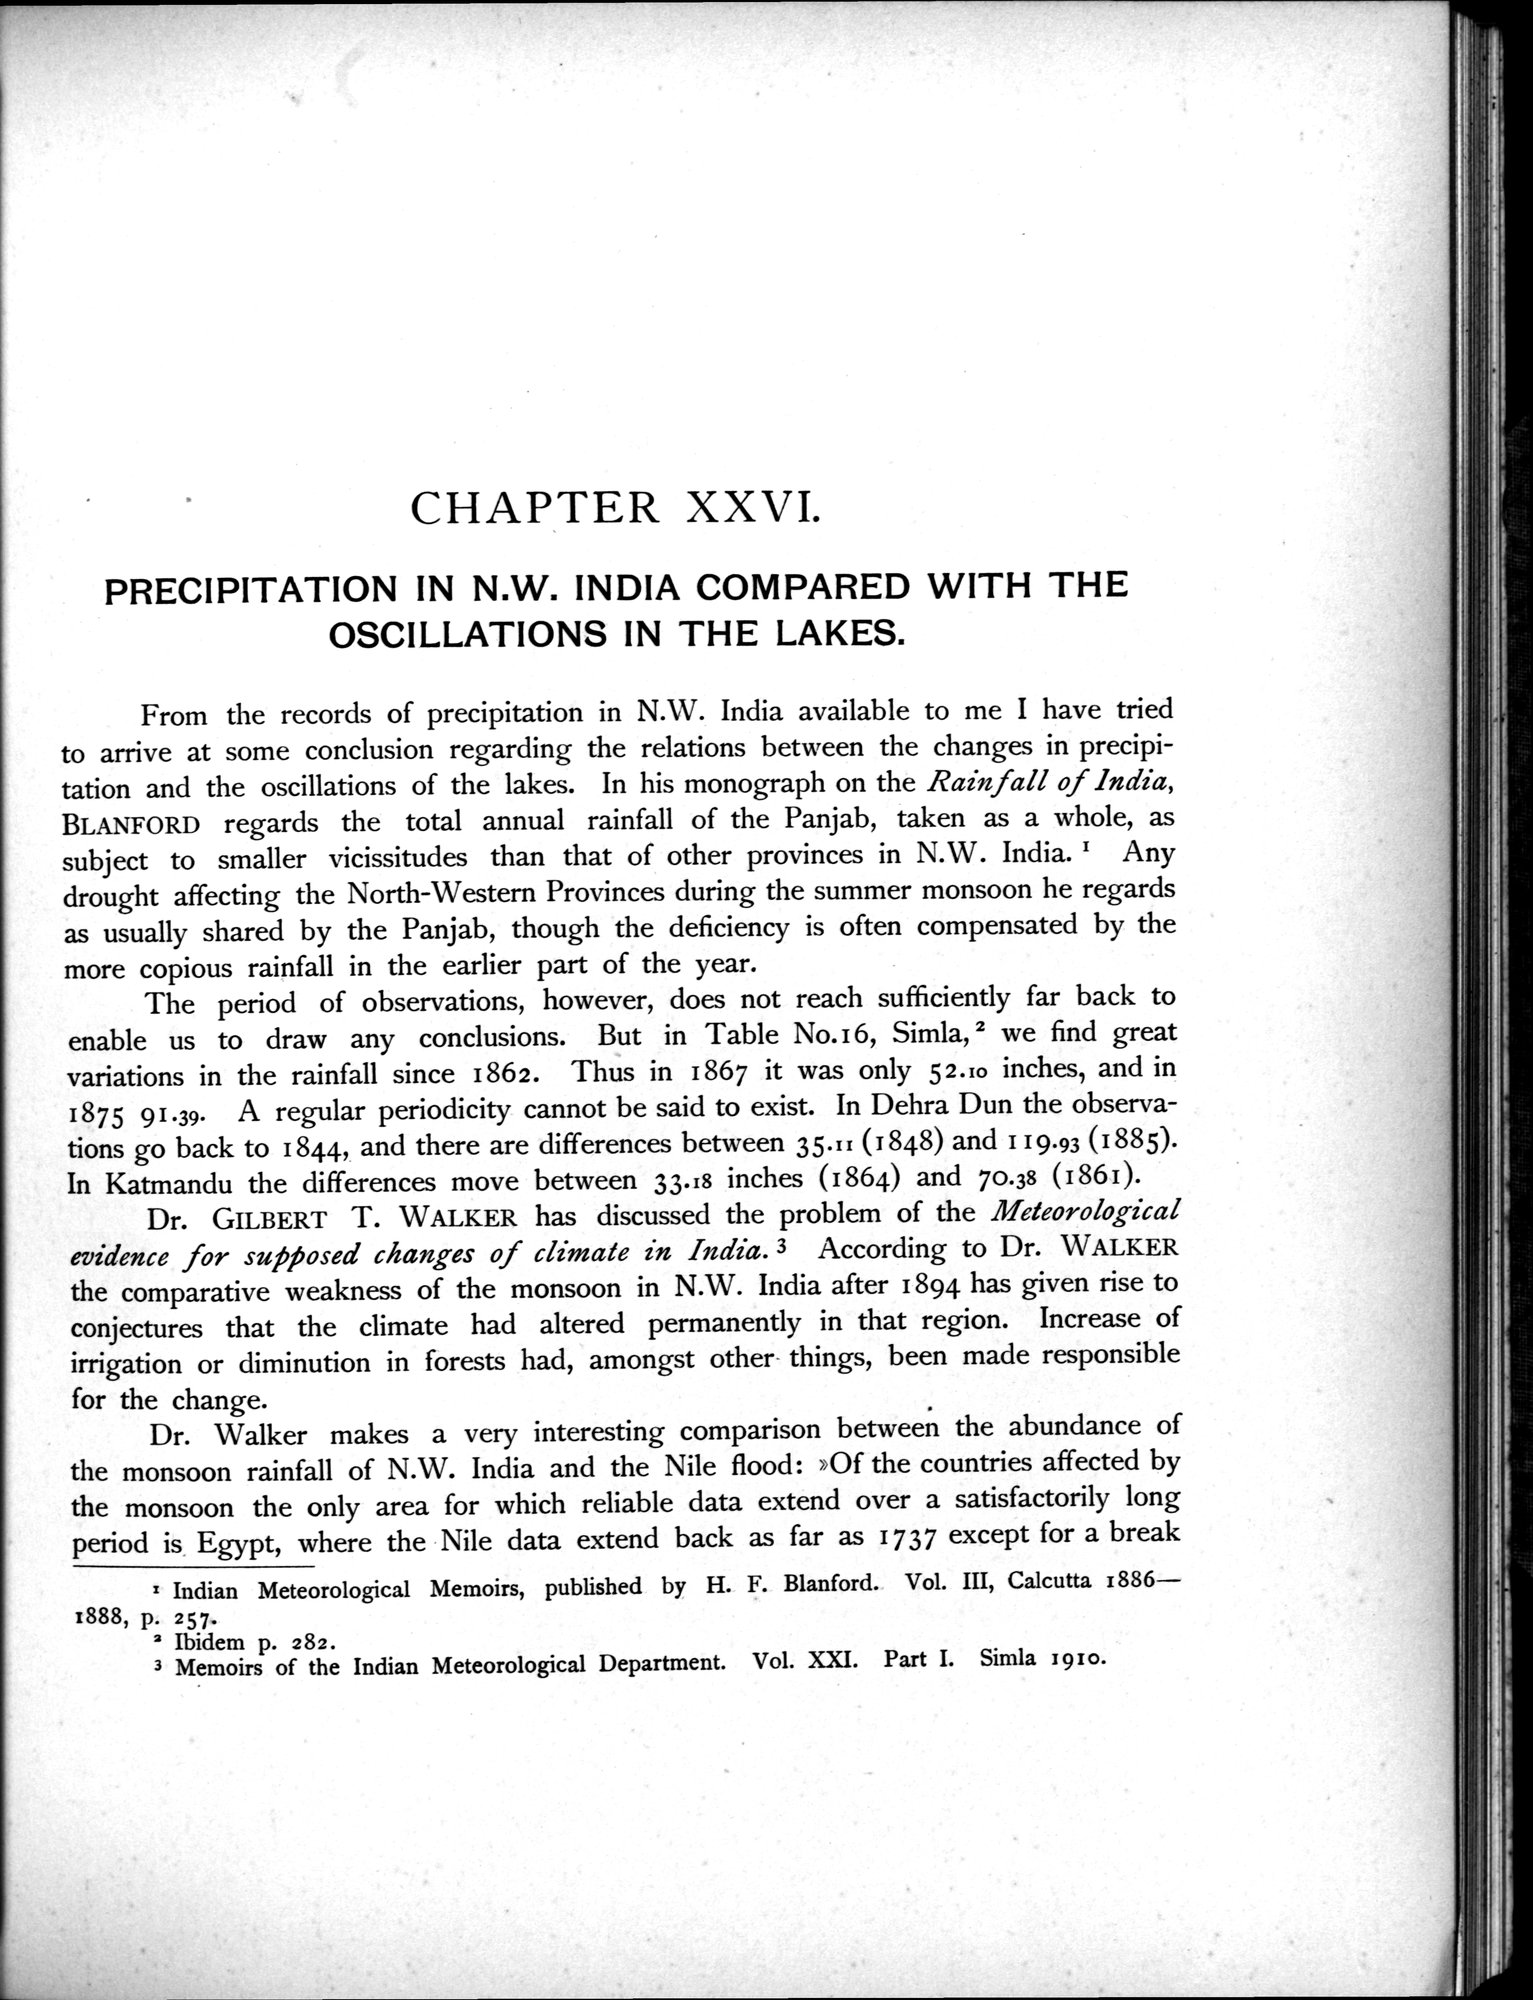 CHAPTER XXVI.
PRECIPITATION IN N.W. INDIA COMPARED WITH THE
OSCILLATIONS IN THE LAKES.
From the records of precipitation in N.W. India available to me I have tried
to arrive at some conclusion regarding the relations between the changes in precipi-
tation and the oscillations of the lakes. In his monograph on the Rainfall of India,
BLANFORD regards the total annual rainfall of the Panjab, taken as a whole, as
subject to smaller vicissitudes than that of other provinces in N.W. India. ¹ Any
drought affecting the North-Western Provinces during the summer monsoon he regards
as usually shared by the Panjab, though the deficiency is often compensated by the
more copious rainfall in the earlier part of the year.
The period of observations, however, does not reach sufficiently far back to
enable us to draw any conclusions. But in Table No. 16, Simla, ² we find great
variations in the rainfall since 1862. Thus in 1867 it was only 52.10 inches, and in
1875 91.39. A regular periodicity cannot be said to exist. In Dehra Dun the observa-
tions go back to 1844, and there are differences between 35.11 (1848) and 119.93 (1885).
In Katmandu the differences move between 33.18 inches (1864) and 70.38 (1861).
Dr. GILBERT T. WALKER has discussed the problem of the Meteorological
evidence for supposed changes of climate in India. ³ According to Dr. WALKER
the comparative weakness of the monsoon in N.W. India after 1894 has given rise to
conjectures that the climate had altered permanently in that region. Increase of
irrigation or diminution in forests had, amongst other things, been made responsible
for the change.
Dr. Walker makes a very interesting comparison between the abundance of
the monsoon rainfall of N.W. India and the Nile flood: »Of the countries affected by
the monsoon the only area for which reliable data extend over a satisfactorily long
period is Egypt, where the Nile data extend back as far as 1737 except for a break
¹ Indian Meteorological Memoirs, published by H. F. Blanford. Vol. III, Calcutta 1886—
1888, p. 257.
² Ibidem p. 282.
³ Memoirs of the Indian Meteorological Department. Vol. XXI. Part I. Simla 1910.